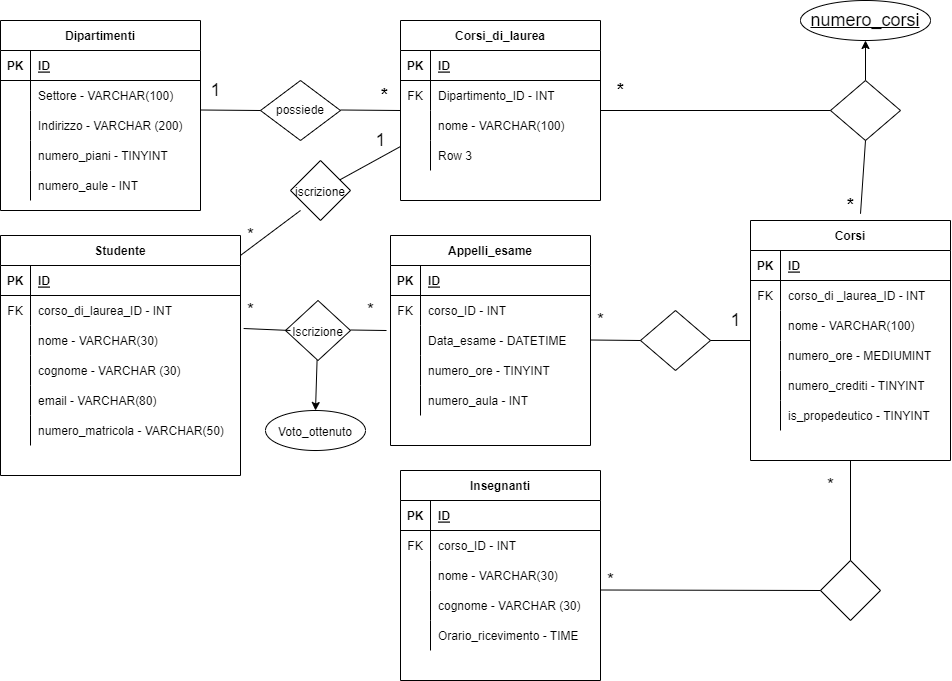 numero_corsi
Dipartimenti
PK ID
Settore - VARCHAR(100)
Indirizzo - VARCHAR (200)
numero_piani - TINYINT
numero_aule - INT
1
possiede
*
Corsi_di_laurea
PK ID
FK Dipartimento_ID - INT
nome - VARCHAR(100)
Row 3
*
1
iscrizione
*
*
Studente
PK ID
FK corso_di_laurea_ID - INT
nome - VARCHAR(30)
cognome - VARCHAR (30)
email - VARCHAR(80)
numero_matricola - VARCHAR(50)
*
Iscrizione
*
Voto_ottenuto
Appelli_esame
PK ID
FK corso_ID - INT
Data_esame - DATETIME
numero_ore - TINYINT
numero_aula - INT
*
1
Corsi
PK ID
FK corso_di _laurea_ID - INT
nome - VARCHAR(100)
numero_ore - MEDIUMINT
numero_crediti - TINYINT
is_propedeutico - TINYINT
*
Insegnanti
PK ID
FK corso_ID - INT
nome - VARCHAR(30)
cognome - VARCHAR (30)
Orario_ricevimento - TIME
*